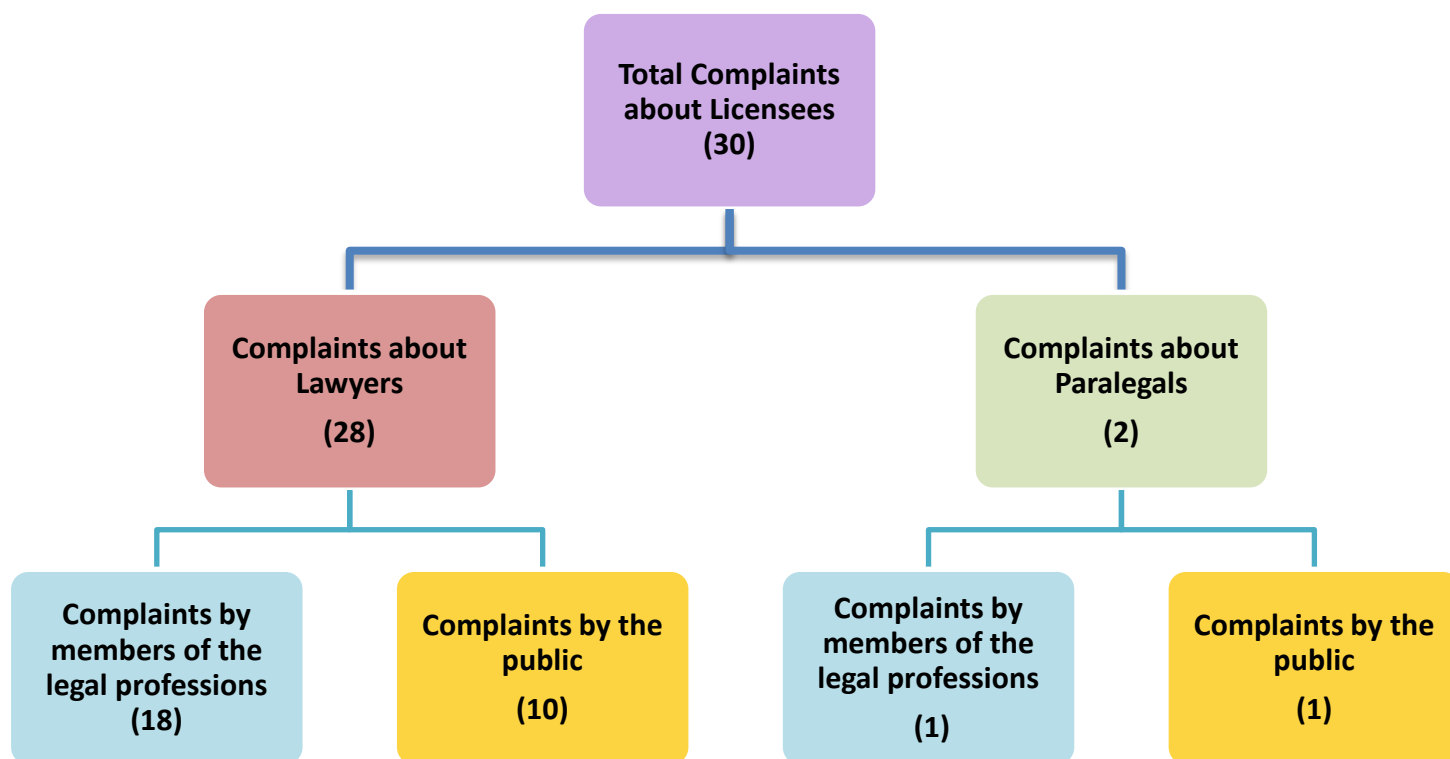 Total Complaints
about Licensees
(30)
Complaints about
Lawyers
(28)
Complaints about
Paralegals
(2)
Complaints by
members of the
legal professions
(18)
Complaints by the
public
(10)
Complaints by
members of the
legal professions
(1)
Complaints by the
public
(1)